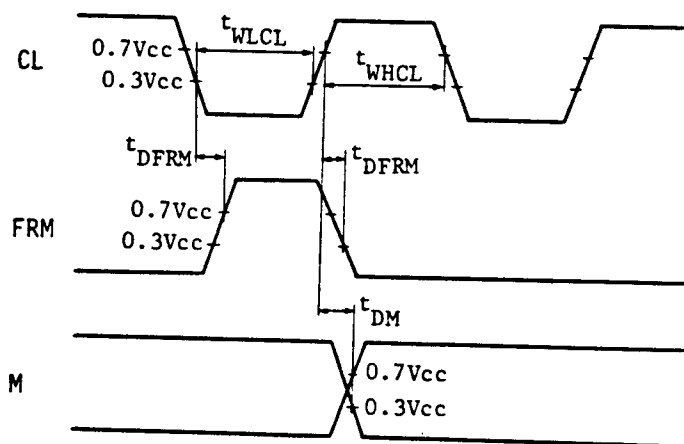 tWLCL
0.7Vcc
CL
0.3Vcc
tWHCL
tDFRM
tDFRM
0.7Vcc
FRM
0.3Vcc
tDM
0.7Vcc
M
0.3Vcc